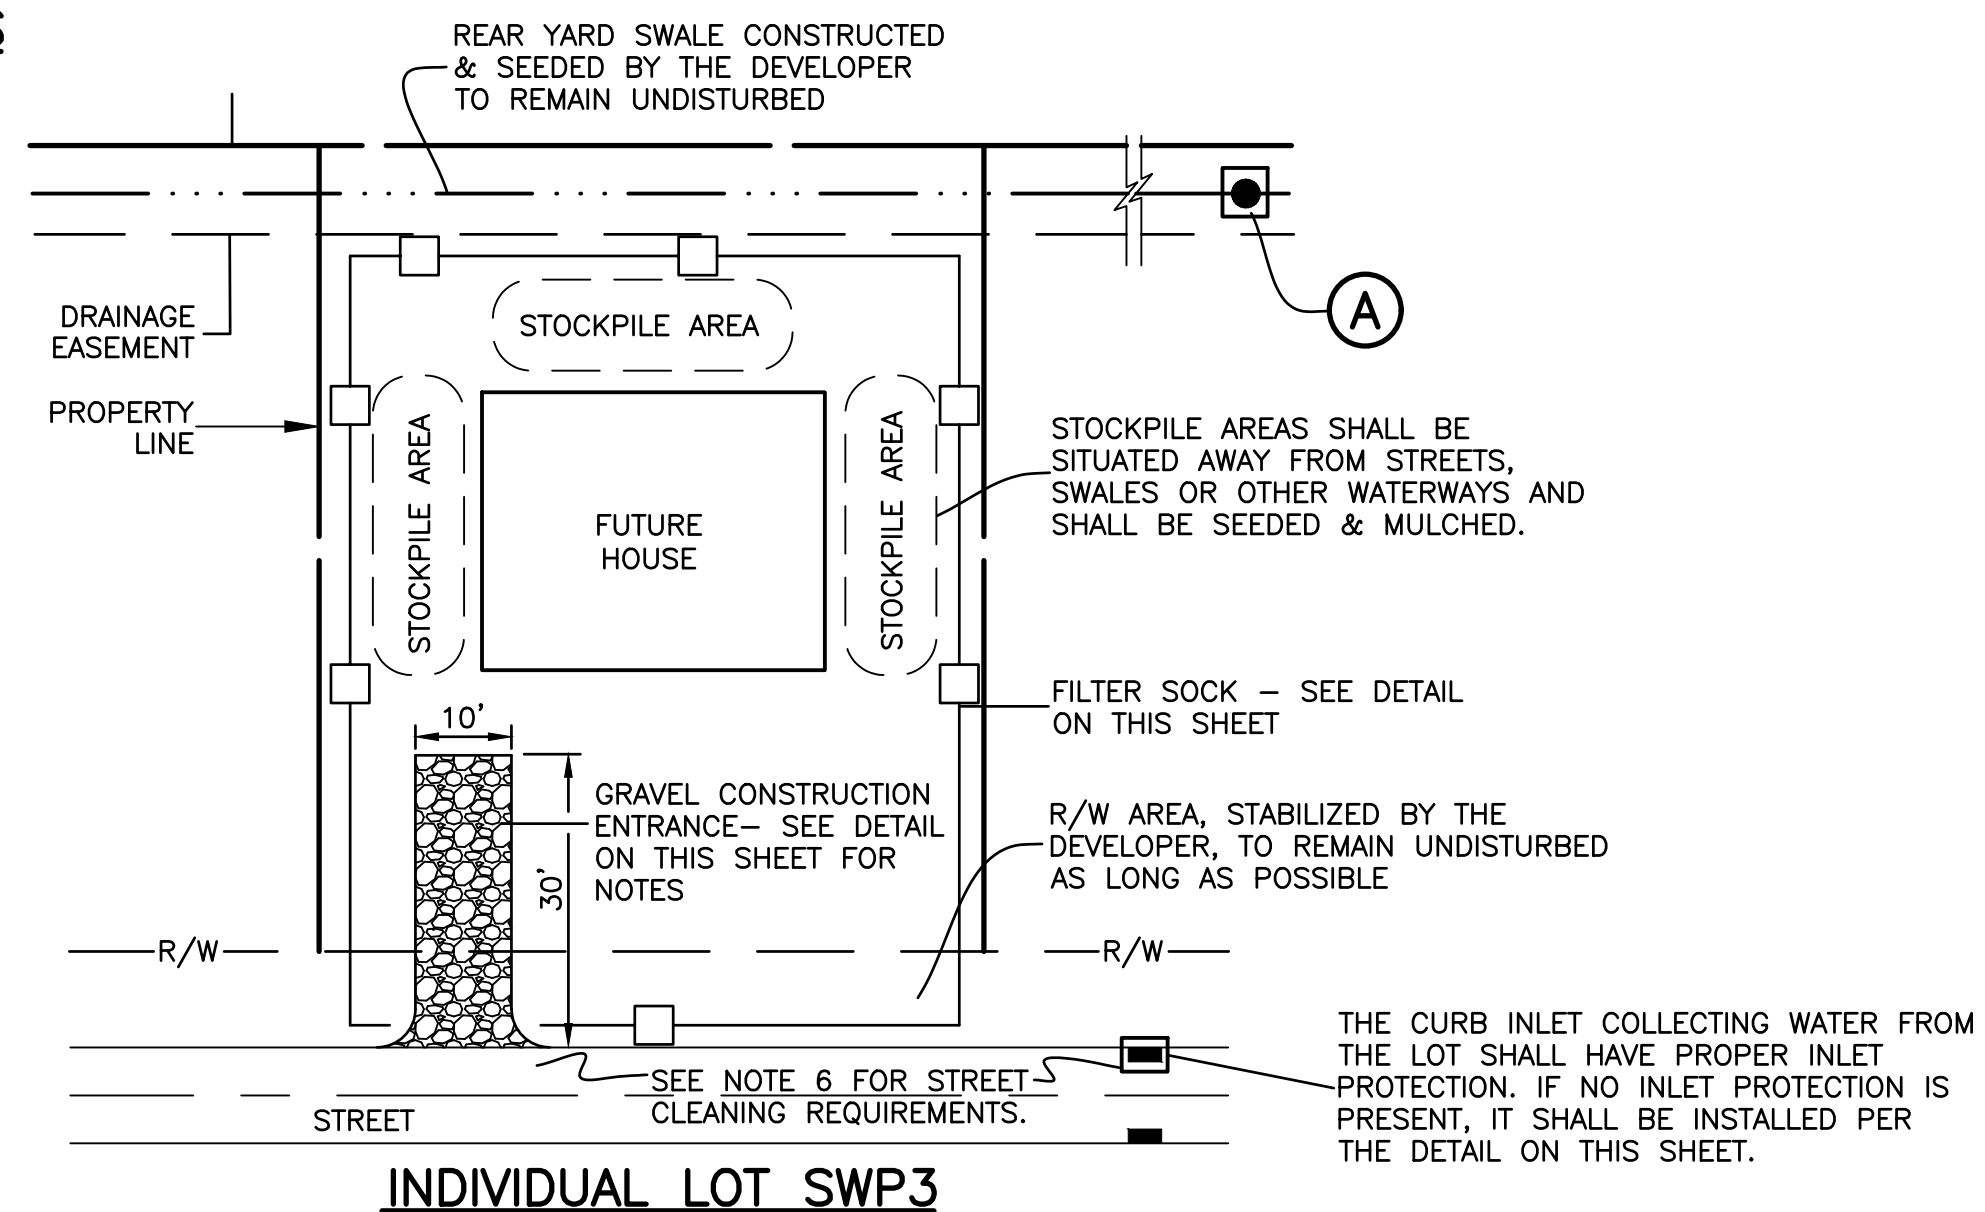 REAR YARD SWALE CONSTRUCTED
& SEEDED BY THE DEVELOPER
TO REMAIN UNDISTURBED
DRAINAGE
EASEMENT
A
STOCKPILE AREA
PROPERTY
LINE
STOCKPILE AREA
FUTURE
HOUSE
STOCKPILE AREA
STOCKPILE AREAS SHALL BE
SITUATED AWAY FROM STREETS,
SWALES OR OTHER WATERWAYS AND
SHALL BE SEEDED & MULCHED.
FILTER SOCK – SEE DETAIL
ON THIS SHEET
10'
30'
GRAVEL CONSTRUCTION
ENTRANCE– SEE DETAIL
ON THIS SHEET FOR
NOTES
R/W AREA, STABILIZED BY THE
DEVELOPER, TO REMAIN UNDISTURBED
AS LONG AS POSSIBLE
R/W
R/W
THE CURB INLET COLLECTING WATER FROM
THE LOT SHALL HAVE PROPER INLET
PROTECTION. IF NO INLET PROTECTION IS
PRESENT, IT SHALL BE INSTALLED PER
THE DETAIL ON THIS SHEET.
SEE NOTE 6 FOR STREET
CLEANING REQUIREMENTS.
STREET
INDIVIDUAL LOT SWP3